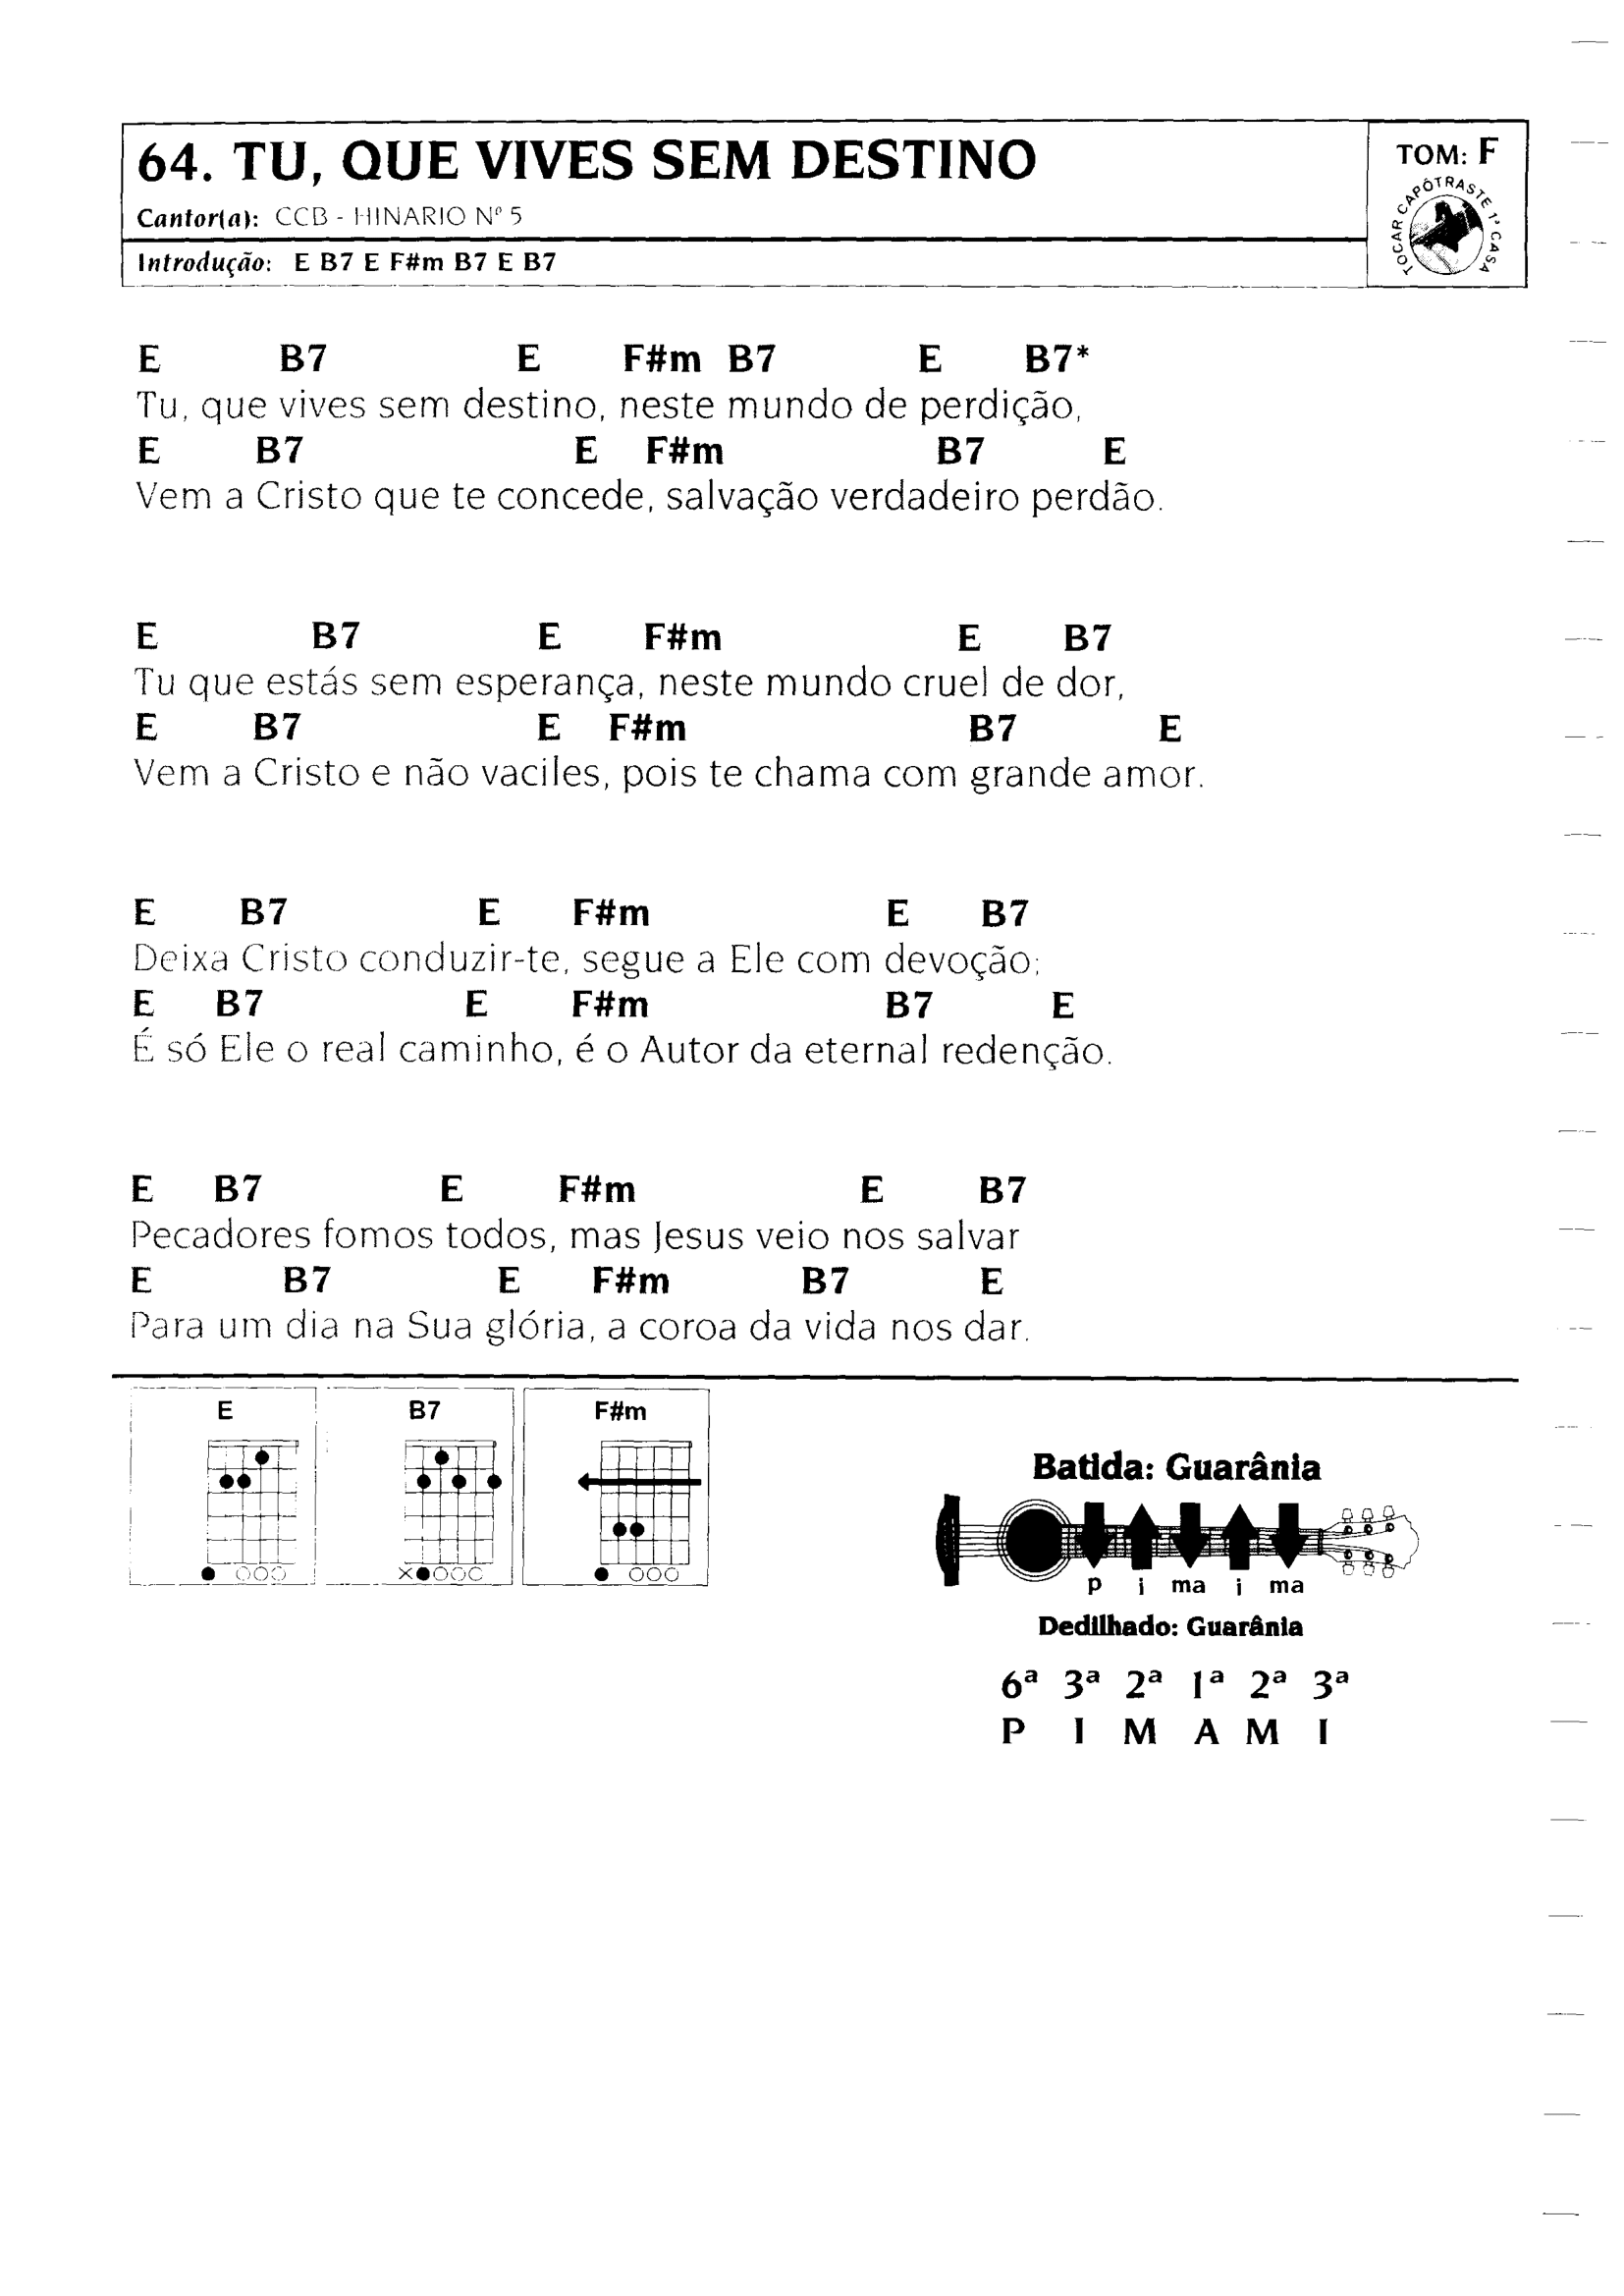 64. TU, QUE VIVES SEM DESTINO
Cantor(a): CCB - HINARIO Nº 5
Introdução: E B7 E F#m B7 E B7
TOM: F
TOCAR CAPÔTRASTE 1ª CASA
E B7 E F#m B7 E B7*
Tu, que vives sem destino, neste mundo de perdição,
E B7 E F#m B7 E
Vem a Cristo que te concede, salvação verdadeiro perdão.
E B7 E F#m E B7
Tu que estás sem esperança, neste mundo cruel de dor,
E B7 E F#m B7 E
Vem a Cristo e não vaciles, pois te chama com grande amor.
E B7 E F#m E B7
Deixa Cristo conduzir-te, segue a Ele com devoção;
E B7 E F#m B7 E
É só Ele o real caminho, é o Autor da eternal redenção.
E B7 E F#m E B7
Pecadores fomos todos, mas Jesus veio nos salvar
E B7 E F#m B7 E
Para um dia na Sua glória, a coroa da vida nos dar.
E B7 F#m
Batida: Guarânia
p i ma i ma
Dedilhado: Guarânia
6ª 3ª 2ª 1ª 2ª 3ª
P I M A M I